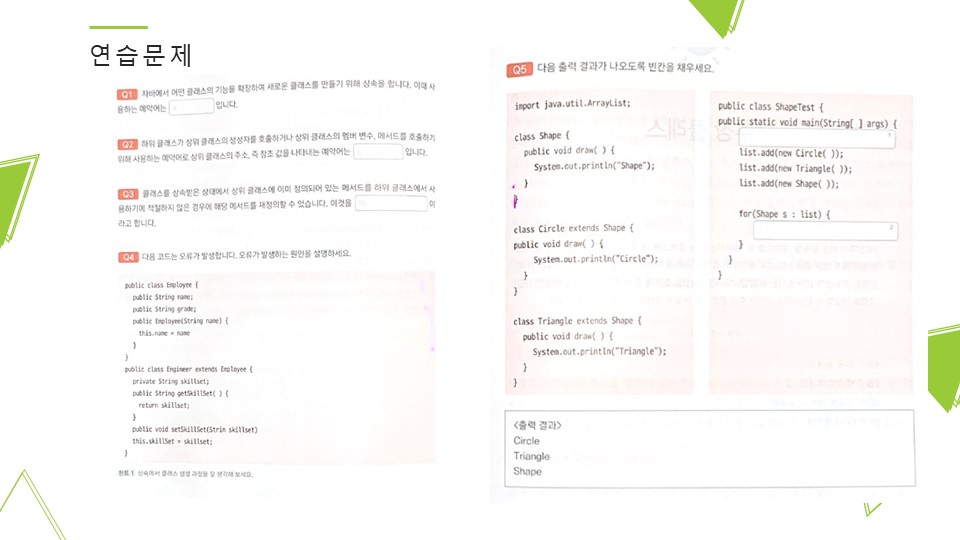 연습문제
Q1 자바에서 어떤 클래스의 기능을 확장하여 새로운 클래스를 만들기 위해 상속을 합니다. 이때 사
용하는 예약어는 입니다.
Q2 하위 클래스가 상위 클래스의 생성자를 호출하거나 상위 클래스의 멤버 변수, 메서드를 호출하기
위해 사용하는 예약어로 상위 클래스의 주소, 즉 참조 값을 나타내는 예약어는 입니다.
Q3 클래스를 상속받은 상태에서 상위 클래스에 이미 정의되어 있는 메서드를 하위 클래스에서 사
용하기에 적절하지 않은 경우에 해당 메서드를 재정의할 수 있습니다. 이것을 이
라고 합니다.
Q4 다음 코드는 오류가 발생합니다. 오류가 발생하는 원인을 설명하세요.
public class Employee {
public String name;
public String grade;
public Employee(String name) {
this.name = name
}
}
public class Engineer extends Employee {
private String skillset;
public String getSkillSet( ) {
return skillset;
}
public void setSkillSet(Strin skillset)
this.skillSet = skillset;
}
힌트 1 상속에서 클래스 생성 과정을 잘 생각해 보세요.
Q5 다음 출력 결과가 나오도록 빈칸을 채우세요.
import java.util.ArrayList;
class Shape {
public void draw( ) {
System.out.println("Shape");
}
}
class Circle extends Shape {
public void draw( ) {
System.out.println("Circle");
}
}
class Triangle extends Shape {
public void draw( ) {
System.out.println("Triangle");
}
}
public class ShapeTest {
public static void main(String[ ] args) {
1
list.add(new Circle( ));
list.add(new Triangle( ));
list.add(new Shape( ));
for(Shape s : list) {
2
}
}
}
<출력 결과>
Circle
Triangle
Shape